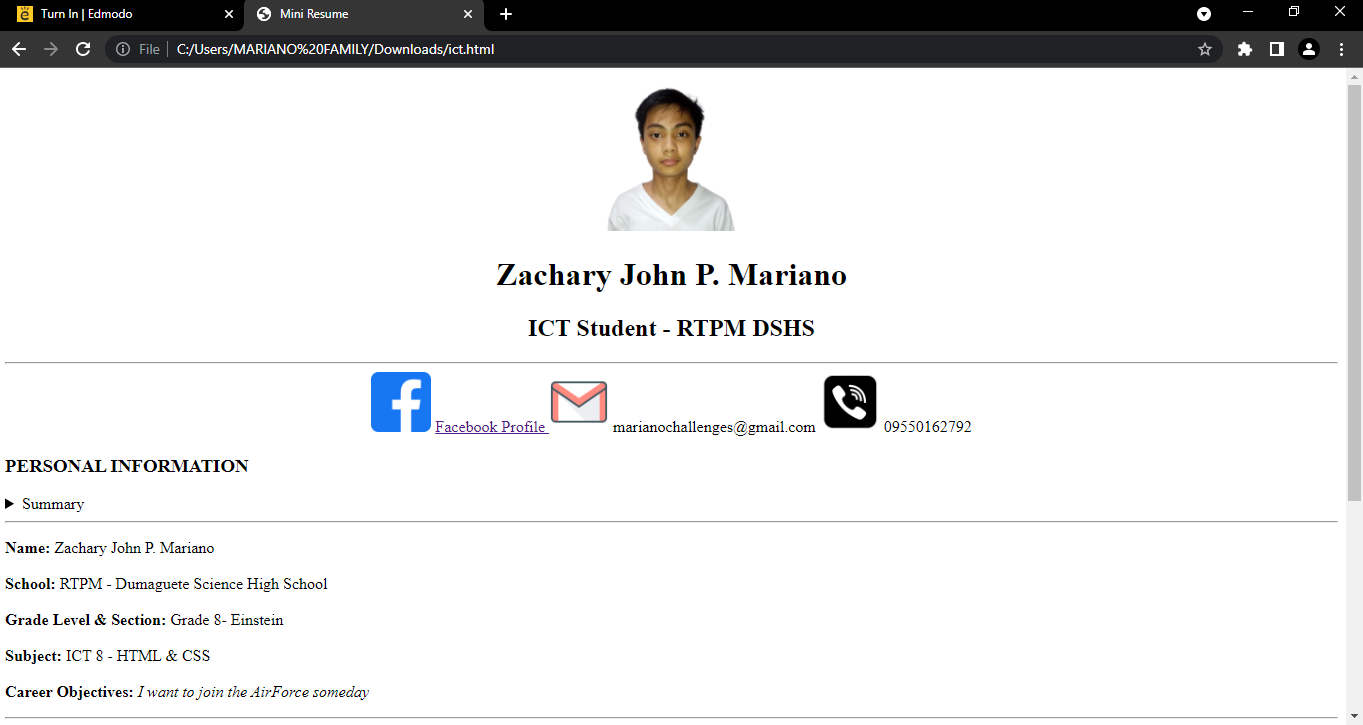 Turn In | Edmodo
Mini Resume
File
C:/Users/MARIANO%20FAMILY/Downloads/ict.html
Zachary John P. Mariano
ICT Student - RTPM DSHS
Facebook Profile marianochallenges@gmail.com 09550162792
PERSONAL INFORMATION
Summary
Name: Zachary John P. Mariano
School: RTPM - Dumaguete Science High School
Grade Level & Section: Grade 8- Einstein
Subject: ICT 8 - HTML & CSS
Career Objectives: I want to join the AirForce someday